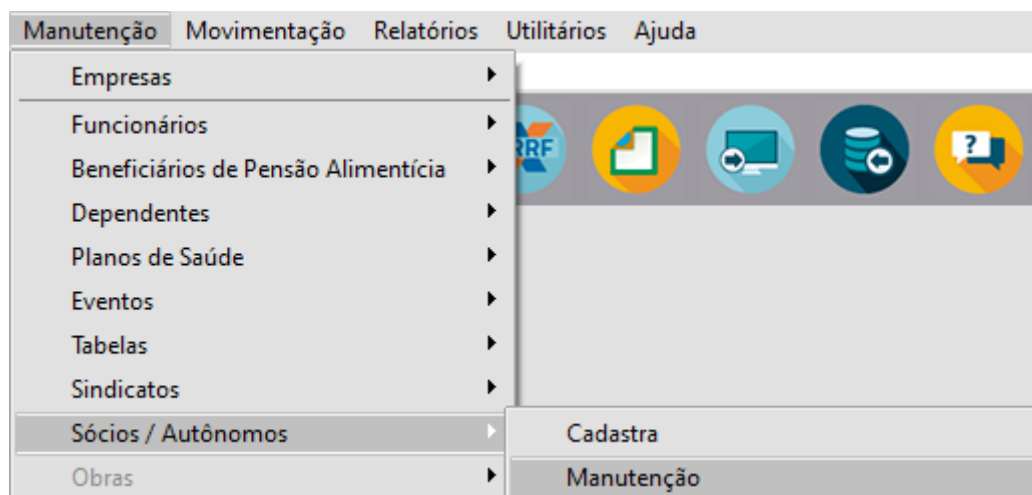 Manutenção Movimentação Relatórios Utilitários Ajuda
Empresas
Funcionários
Beneficiários de Pensão Alimentícia
Dependentes
Planos de Saúde
Eventos
Tabelas
Sindicatos
Sócios / Autônomos
Obras
Cadastra
Manutenção
RRF
?